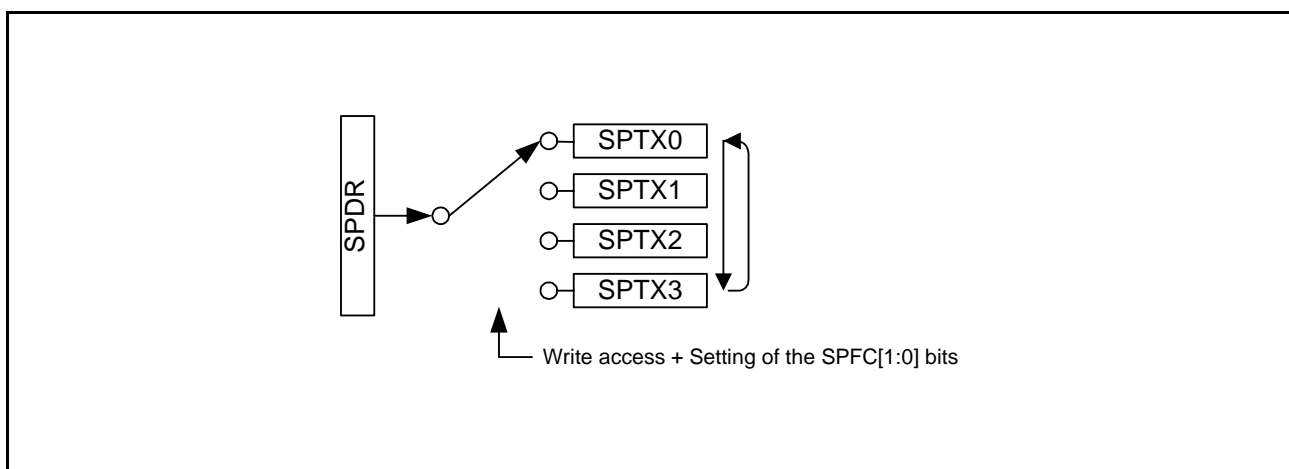 SPDR
SPTX0
SPTX1
SPTX2
SPTX3
Write access + Setting of the SPFC[1:0] bits